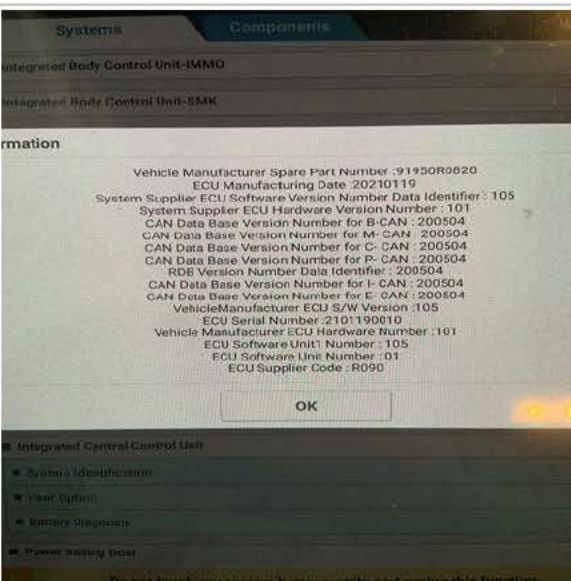 Systems
Components
Integrated Body Control Unit-IMMO
Integrated Body Control Unit-SMK
rmation
Vehicle Manufacturer Spare Part Number :91950R0020
ECU Manufacturing Date :20210119
System Supplier ECU Software Version Number Data Identifier : 105
System Supplier ECU Hardware Version Number : 101
CAN Data Base Version Number for B-CAN : 200504
CAN Data Base Version Number for M- CAN : 200504
CAN Data Base Version Number for C- CAN : 200504
CAN Data Base Version Number for P- CAN : 200504
RDB Version Number Data Identifier : 200504
CAN Data Base Version Number for I- CAN : 200504
CAN Data Base Version Number for E- CAN : 200504
VehicleManufacturer ECU S/W Version :105
ECU Serial Number :2101190010
Vehicle Manufacturer ECU Hardware Number :101
ECU Software Unit1 Number : 105
ECU Software Unit Number : 01
ECU Supplier Code : R090
OK
Integrated Central Control Unit
System Identification
User Option
Battery diagnosis
Power sliding Door